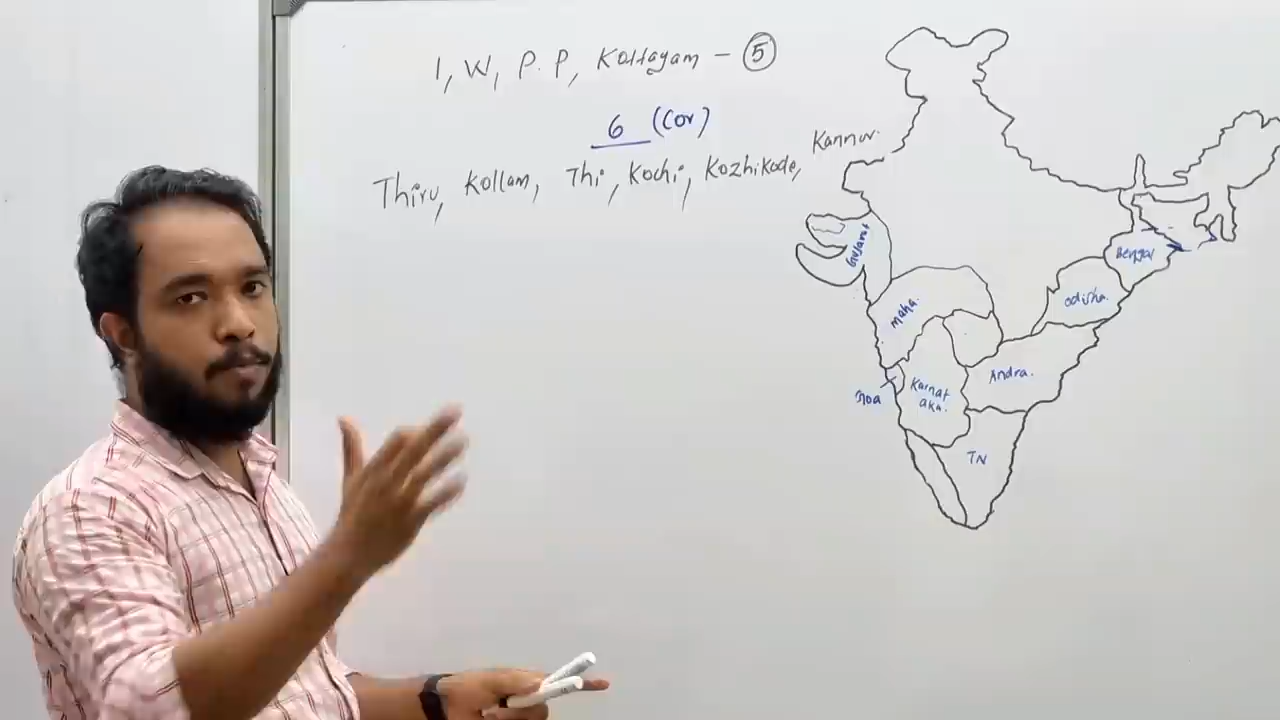 I, W, P.P, Kottayam - 5
6 (Cor)
Thiru, Kollam, Thi, Kochi, Kozhikode, Kannur.
Gujarat
Maha.
Goa
Karnat
aka.
Andra.
TN
Odisha.
Bengal